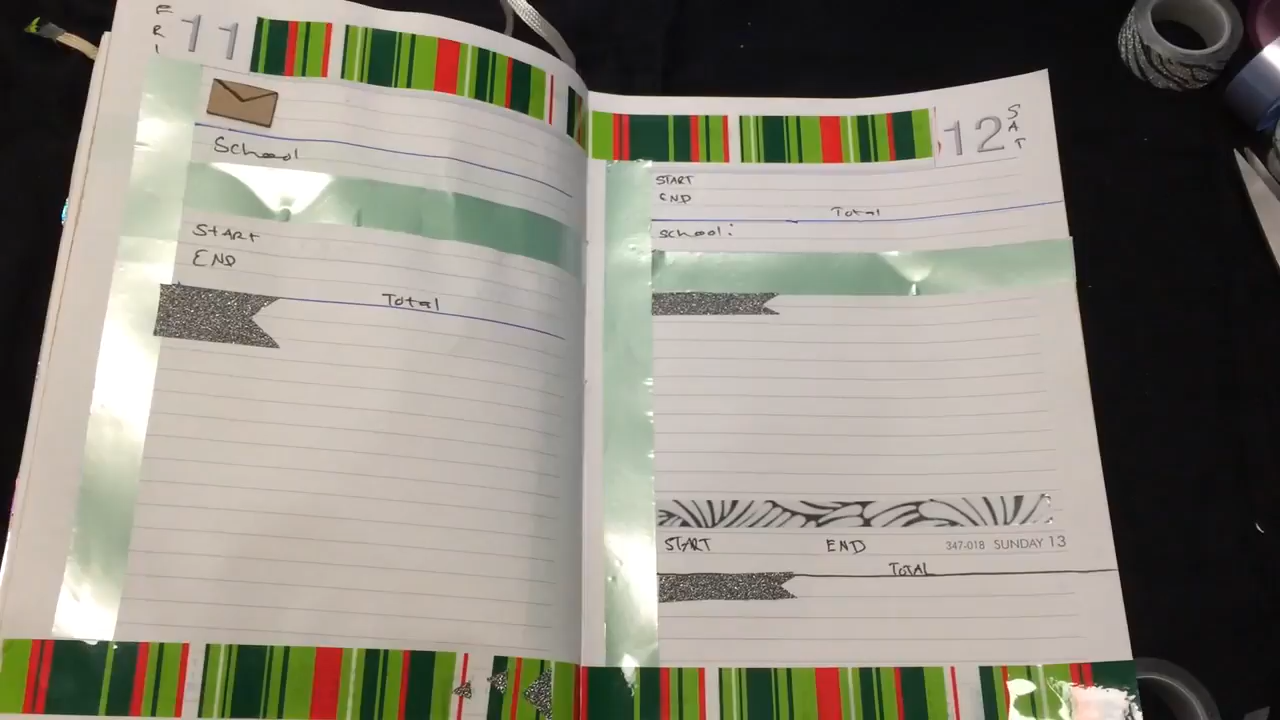 FRI 11
School
START
END
Total
12 SAT
START
END
Total
school:
START END 347-018 SUNDAY 13
TOTAL